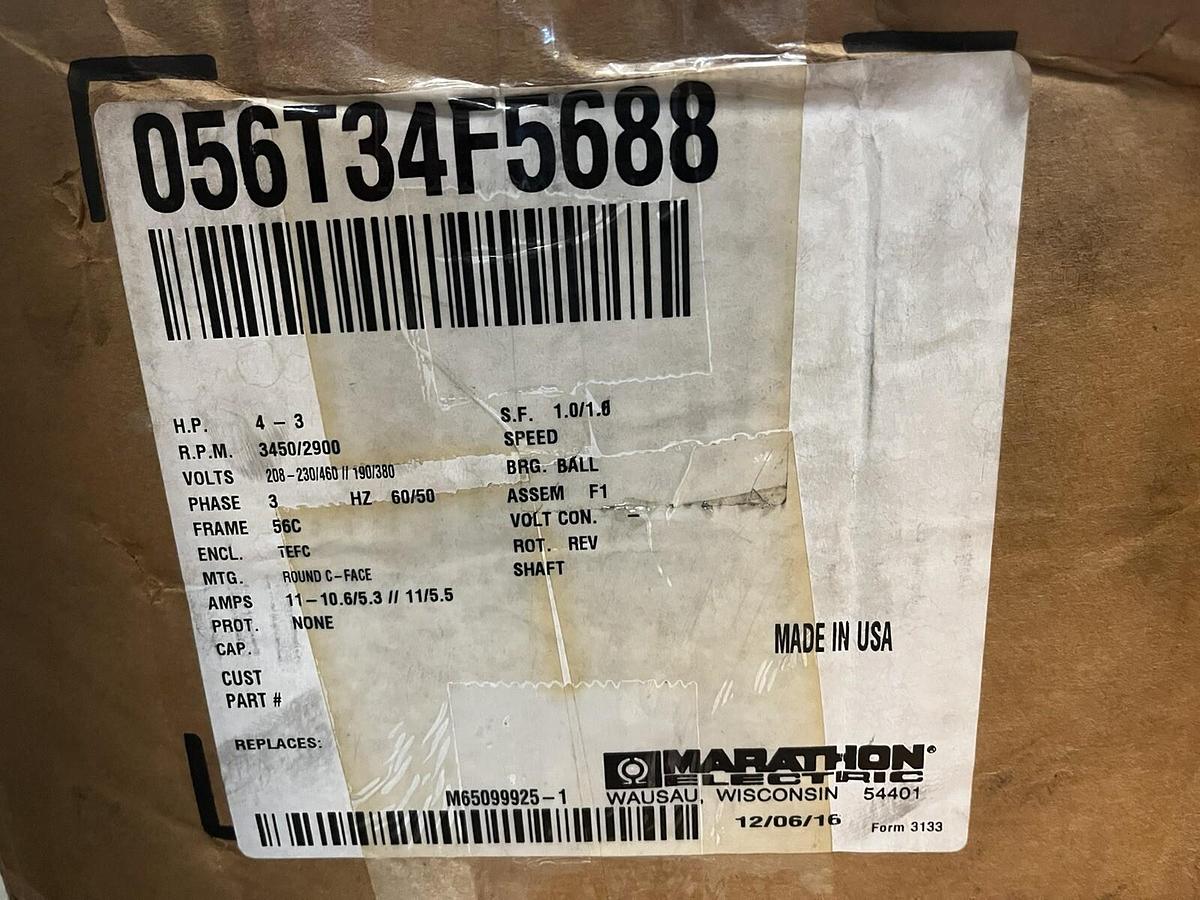 056T34F5688
H.P. 4 - 3
R.P.M. 3450/2900
VOLTS 208-230/460 // 190/380
PHASE 3 HZ 60/50
FRAME 56C
ENCL. TEFC
MTG. ROUND C-FACE
AMPS 11-10.6/5.3 // 11/5.5
PROT. NONE
CAP.
CUST
PART #
REPLACES:
S.F. 1.0/1.0
SPEED
BRG. BALL
ASSEM F1
VOLT CON. -
ROT. REV
SHAFT
MADE IN USA
MARATHON®
ELECTRIC
WAUSAU, WISCONSIN 54401
M65099925-1
12/06/16 Form 3133